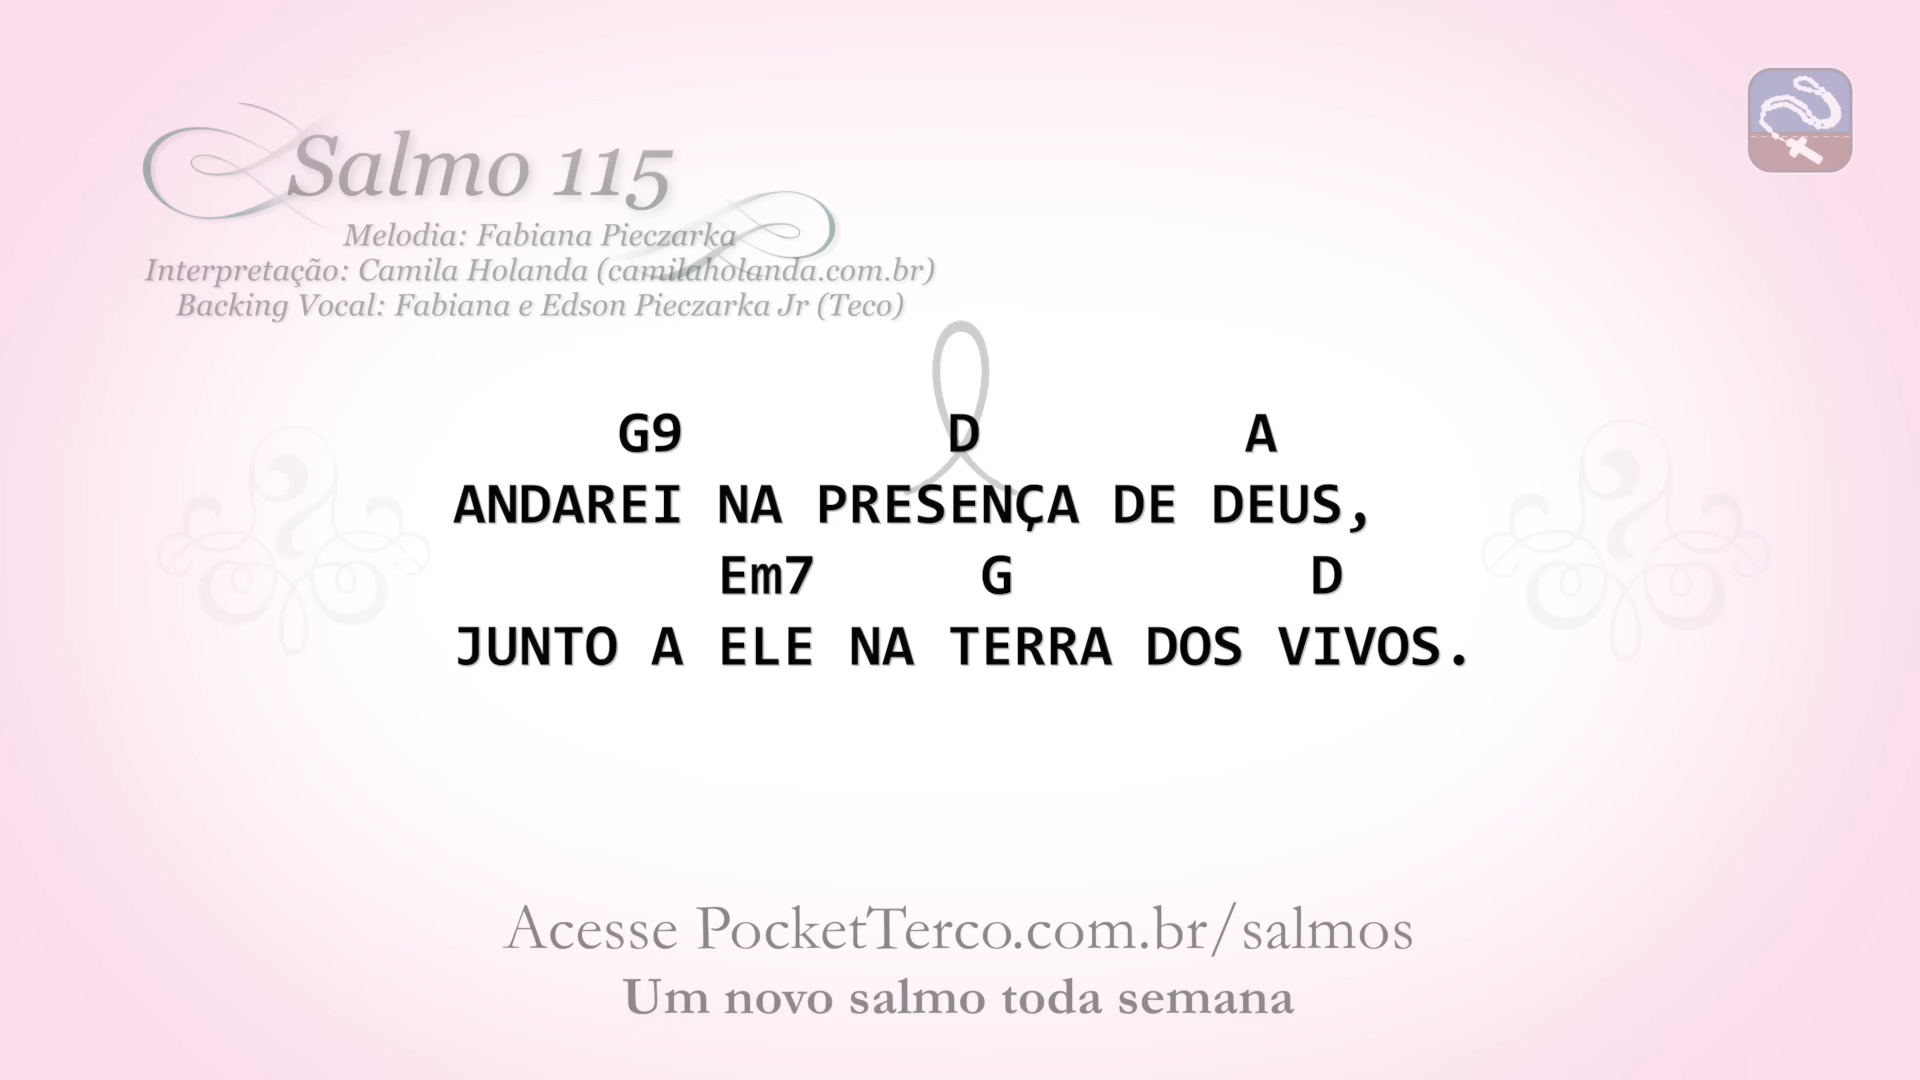 Salmo 115
Melodia: Fabiana Pieczarka
Interpretação: Camila Holanda (camilaholanda.com.br)
Backing Vocal: Fabiana e Edson Pieczarka Jr (Teco)
G9 D A
ANDAREI NA PRESENÇA DE DEUS,
Em7 G D
JUNTO A ELE NA TERRA DOS VIVOS.
Acesse PocketTerco.com.br/salmos
Um novo salmo toda semana